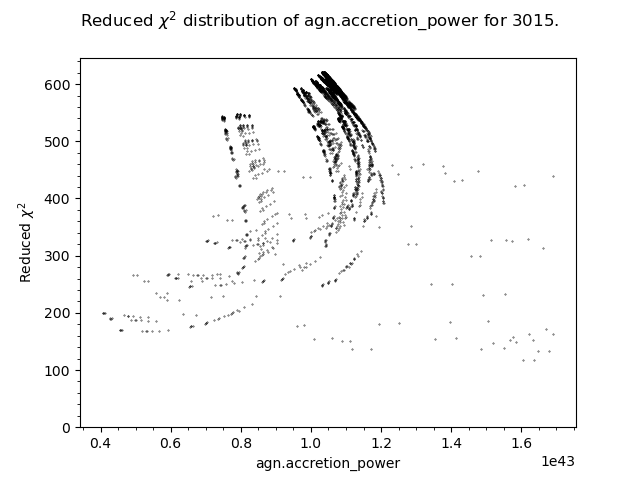 Reduced χ² distribution of agn.accretion_power for 3015.
Reduced χ²
600
500
400
300
200
100
0
0.4 0.6 0.8 1.0 1.2 1.4 1.6
1e43
agn.accretion_power